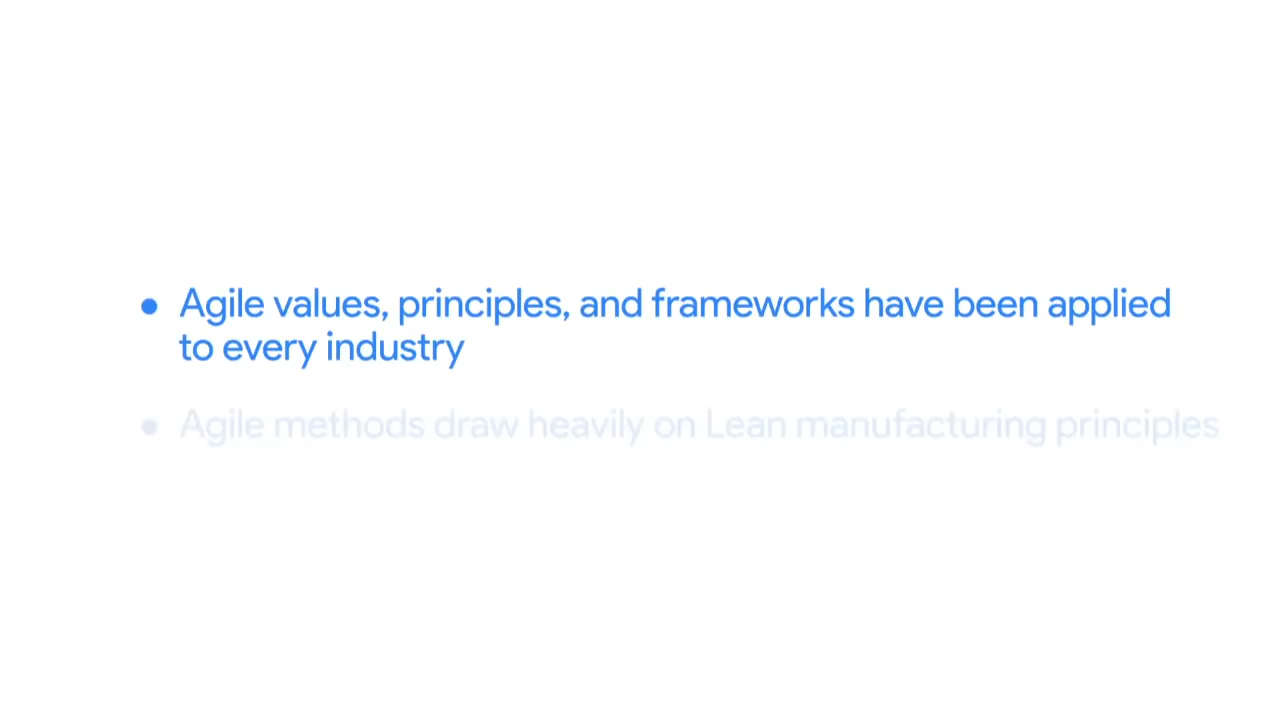 • Agile values, principles, and frameworks have been applied
to every industry
• Agile methods draw heavily on Lean manufacturing principles